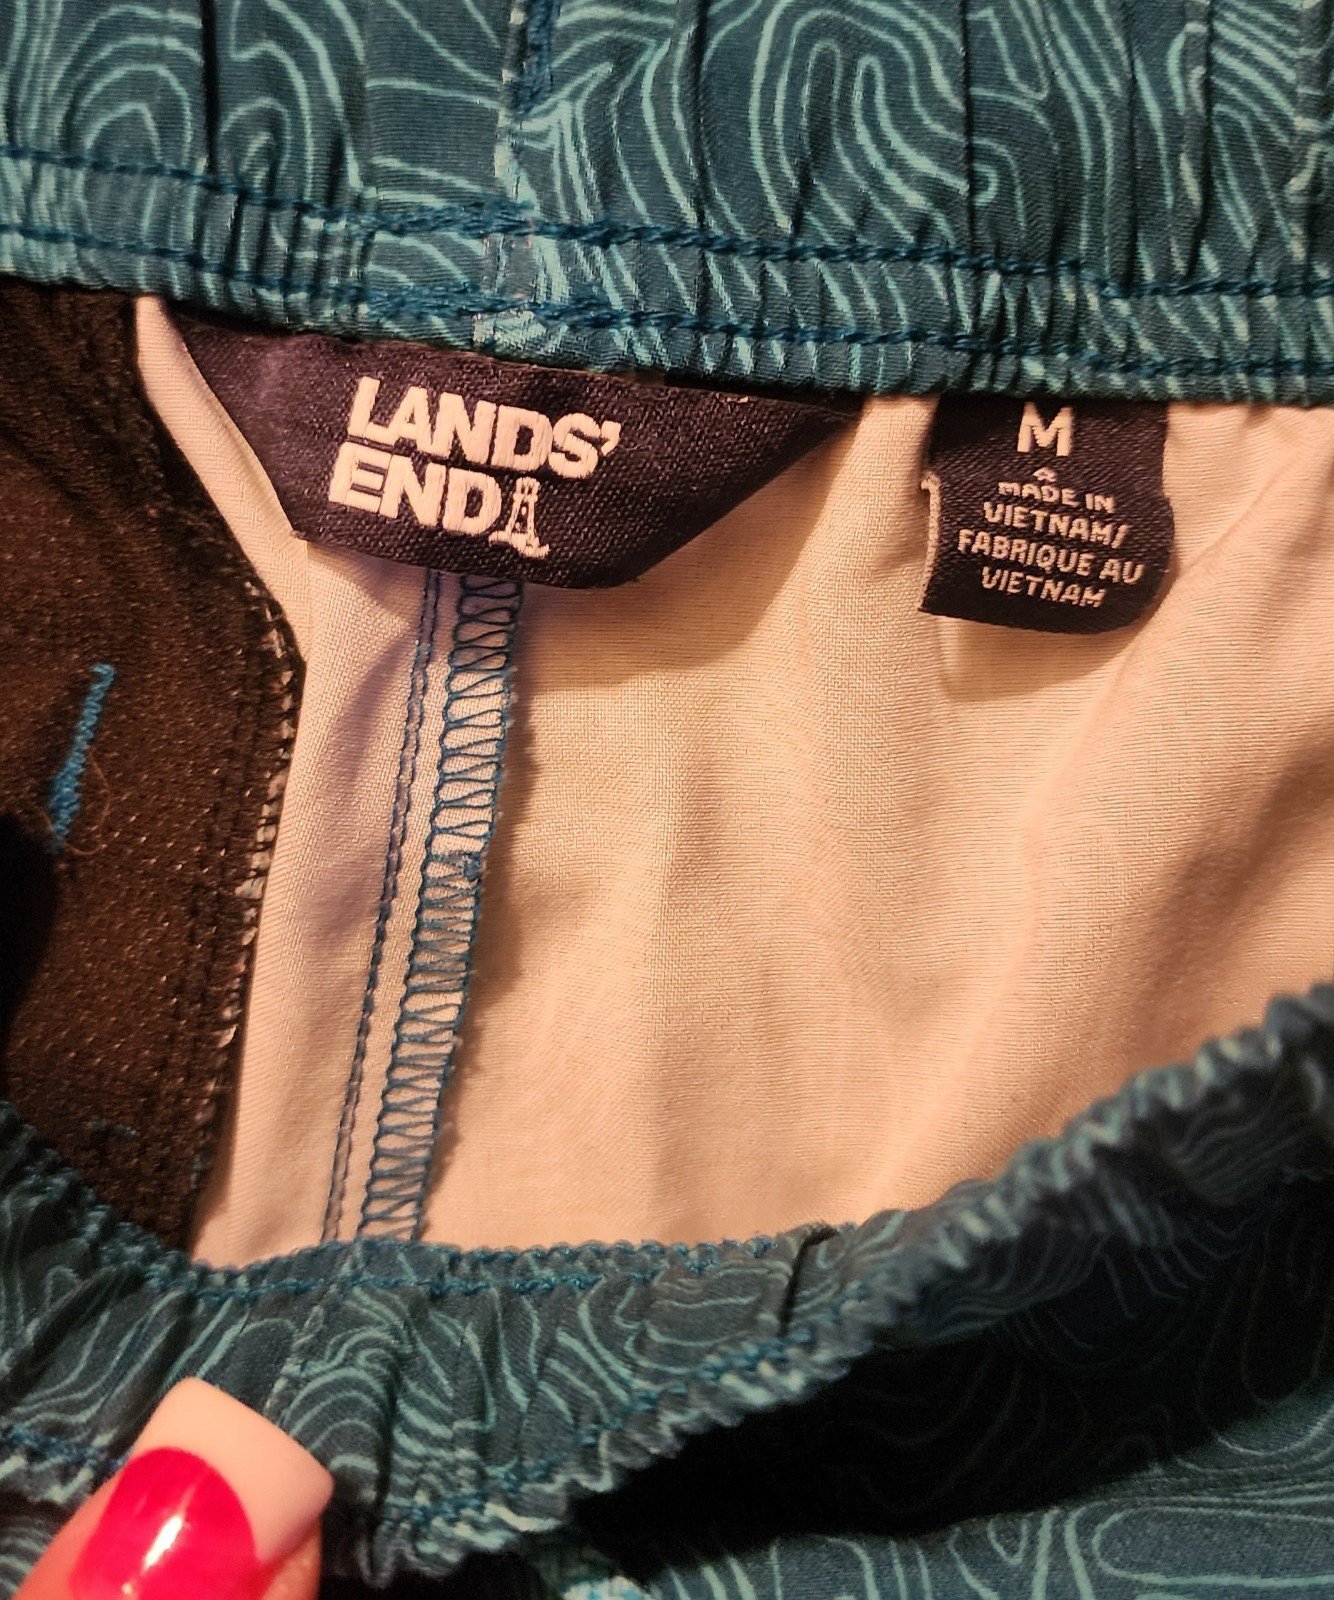 LANDS'
END
M
MADE IN
VIETNAM/
FABRIQUE AU
VIETNAM